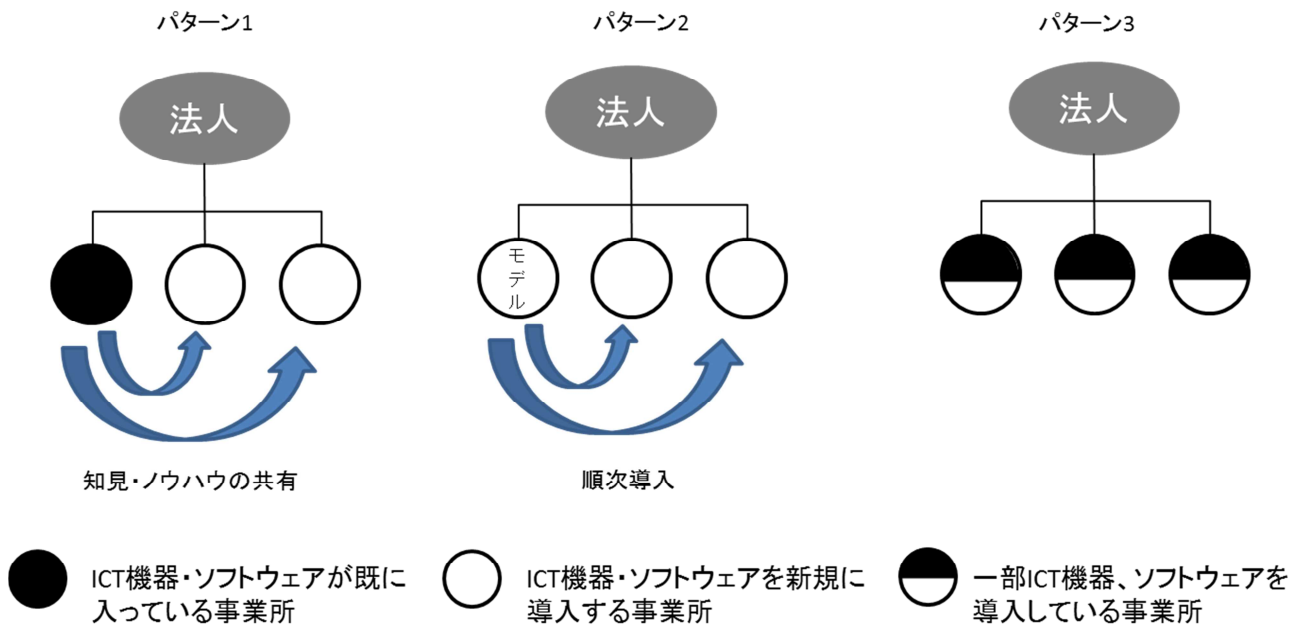 パターン1
パターン2
パターン3
法人
法人
法人
モデル
知見・ノウハウの共有
順次導入
ICT機器・ソフトウェアが既に
入っている事業所
ICT機器・ソフトウェアを新規に
導入する事業所
一部ICT機器、ソフトウェアを
導入している事業所